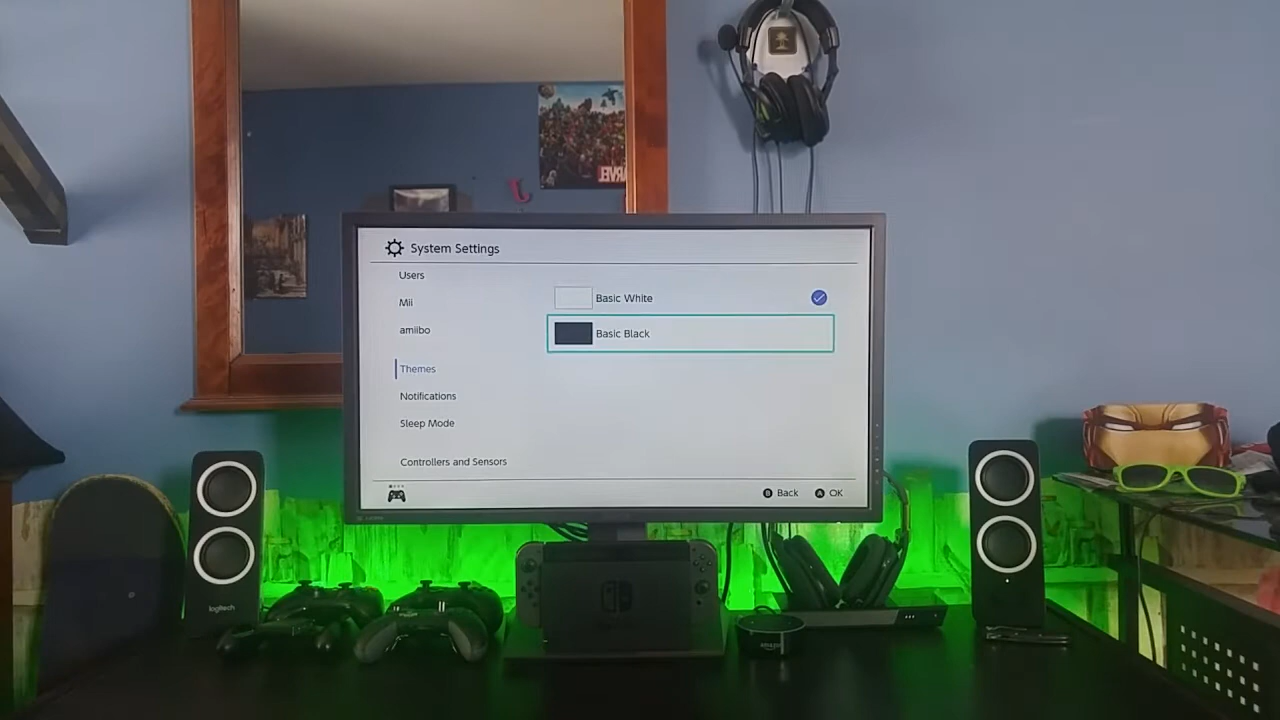 MARVEL
System Settings
Users
Mii
amiibo
Themes
Notifications
Sleep Mode
Controllers and Sensors
Basic White
Basic Black
B Back
A OK
logitech
amazon